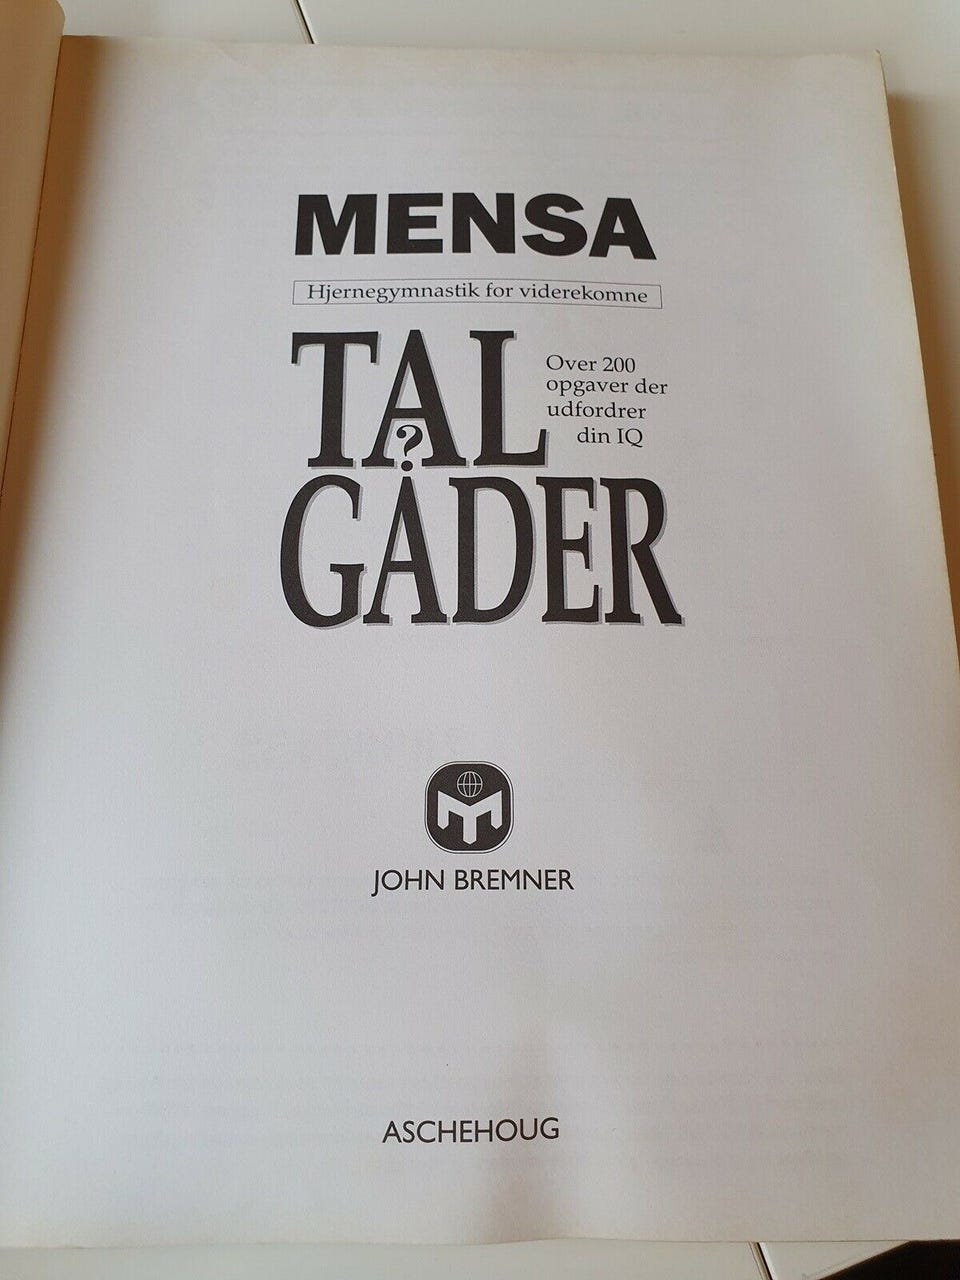 MENSA
Hjernegymnastik for viderekomne
TAL
Over 200
opgaver der
udfordrer
din IQ
?
GÅDER
JOHN BREMNER
ASCHEHOUG